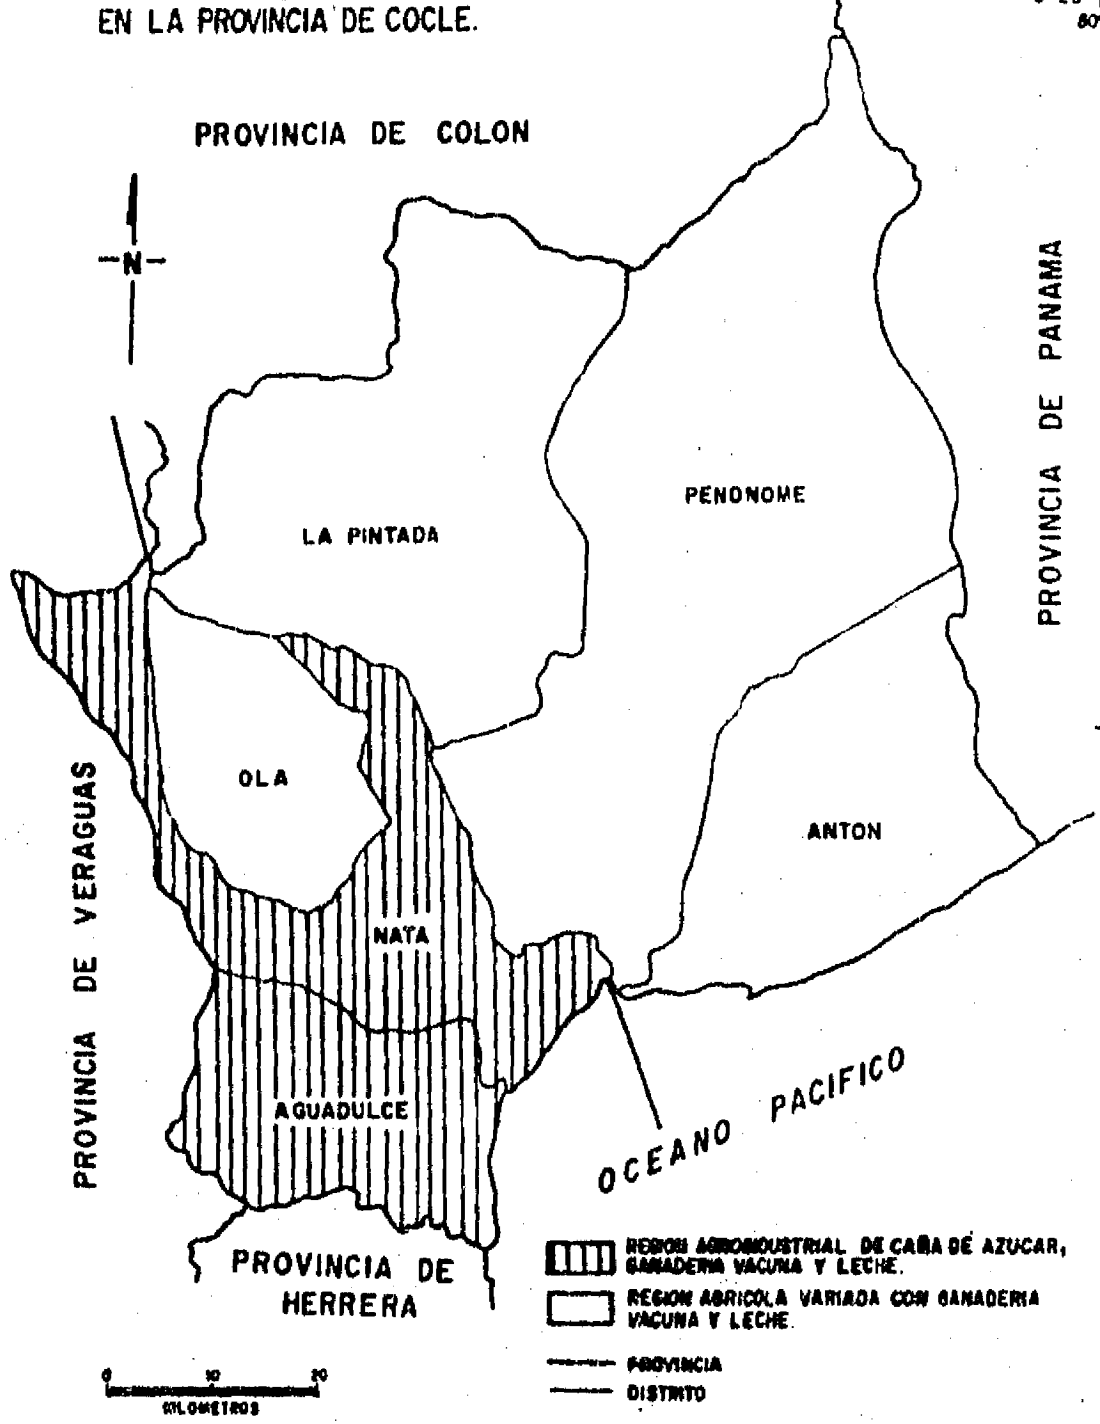 EN LA PROVINCIA DE COCLE.
80°
PROVINCIA DE COLON
N
PROVINCIA DE PANAMA
PENONOME
LA PINTADA
OLA
ANTON
PROVINCIA DE VERAGUAS
NATA
AGUADULCE
OCEANO PACIFICO
PROVINCIA DE
HERRERA
REGION AGROINDUSTRIAL DE CAÑA DE AZUCAR,
GANADERIA VACUNA Y LECHE.
REGION AGRICOLA VARIADA CON GANADERIA
VACUNA Y LECHE.
PROVINCIA
DISTRITO
0 10 20
KILOMETROS